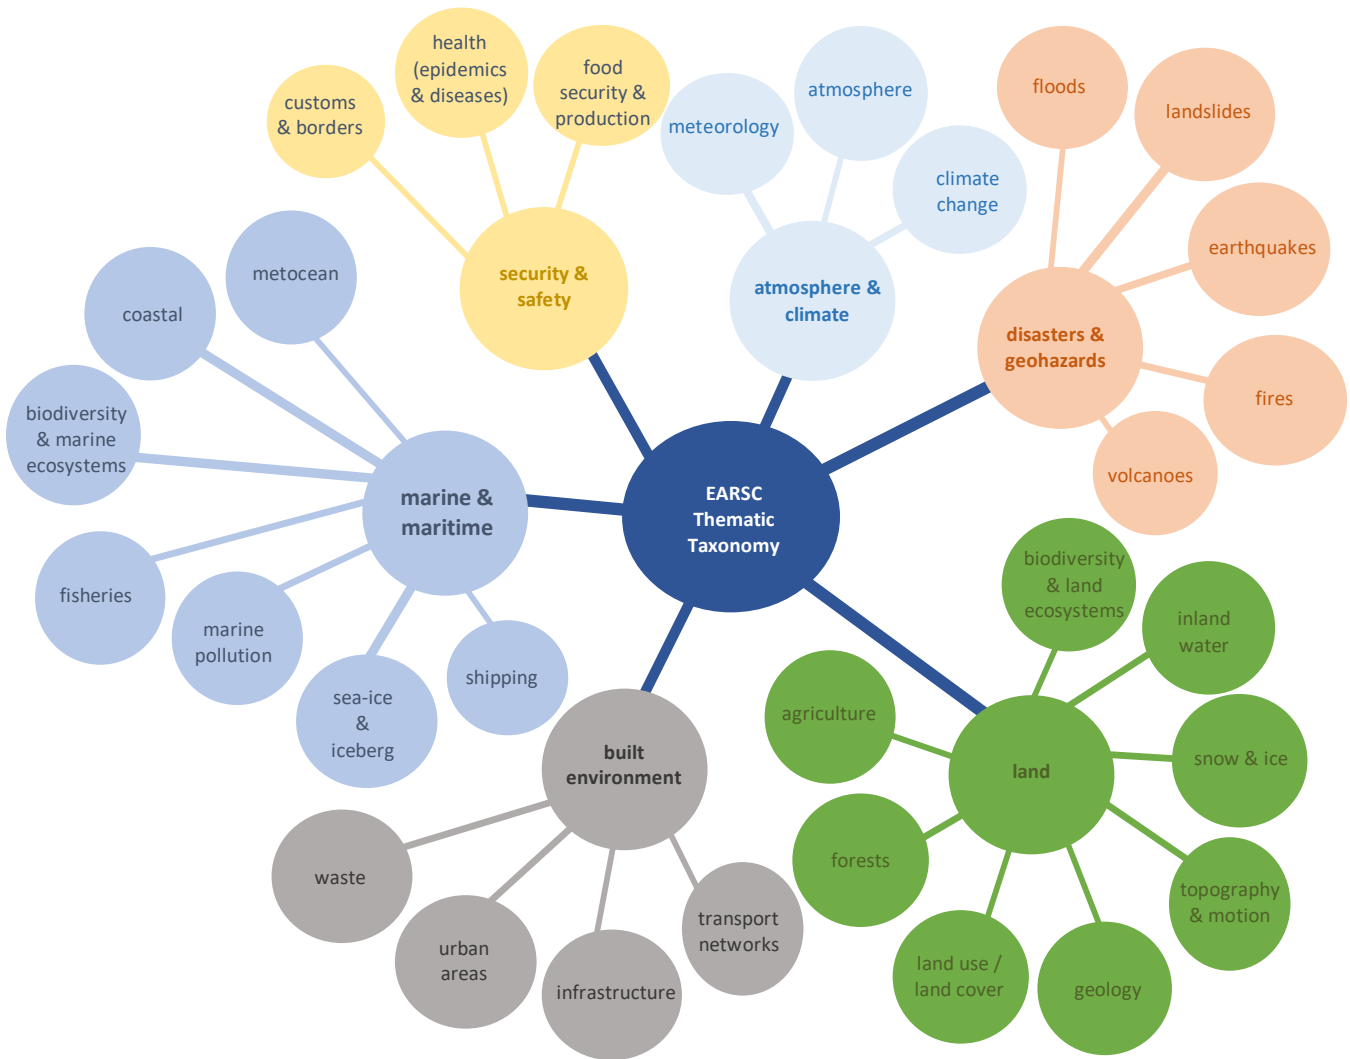 health
(epidemics
& diseases)
food
security &
production
customs
& borders
security &
safety
meteorology
atmosphere
climate
change
atmosphere &
climate
floods
landslides
earthquakes
fires
volcanoes
disasters &
geohazards
metocean
coastal
biodiversity
& marine
ecosystems
fisheries
marine
pollution
sea-ice
&
iceberg
shipping
marine &
maritime
EARSC
Thematic
Taxonomy
biodiversity
& land
ecosystems
inland
water
snow & ice
topography
& motion
geology
land use /
land cover
forests
agriculture
land
built
environment
waste
urban
areas
infrastructure
transport
networks